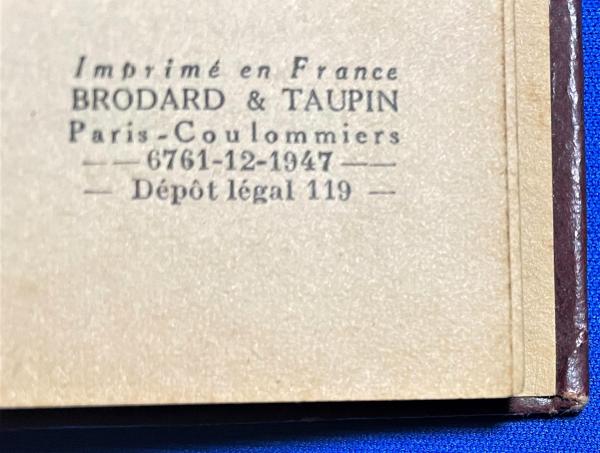 Imprimé en France
BRODARD & TAUPIN
Paris-Coulommiers
—— 6761-12-1947 ——
— Dépôt légal 119 —